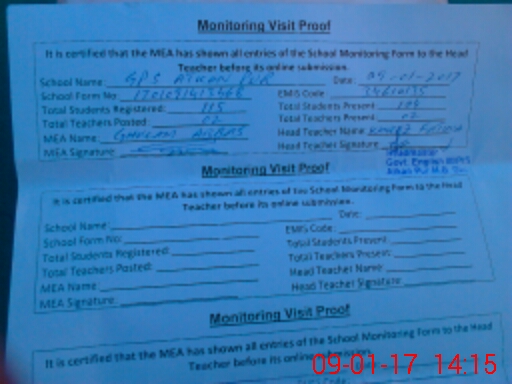 Monitoring Visit Proof
It is certified that the MEA has shown all entries of the School Monitoring Form to the Head
Teacher before its online submission.
School Name: GPS Date: 09-01-2017
School Form No: EMIS Code:
Total Students Registered: 115 Total Students Present:
Total Teachers Posted: 02 Total Teachers Present: 02
MEA Name: GHULAM ABBAS Head Teacher Name:
MEA Signature: Head Teacher Signature
Monitoring Visit Proof
It is certified that the MEA has shown all entries of the School Monitoring Form to the Head
Teacher before its online submission.
School Name: Date:
School Form No: EMIS Code:
Total Students Registered: Total Students Present:
Total Teachers Posted: Total Teachers Present:
MEA Name: Head Teacher Name:
MEA Signature: Head Teacher Signature:
Monitoring Visit Proof
It is certified that the MEA has shown all entries of the School Monitoring Form to the Head
Teacher before its online
09-01-17 14:15